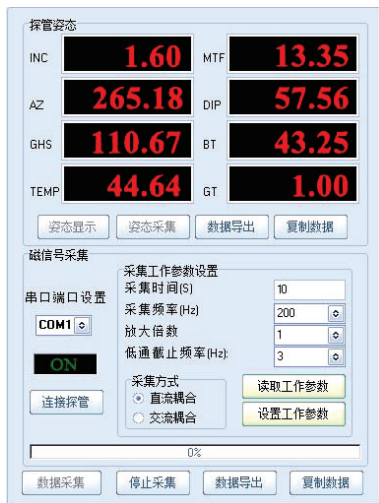 探管姿态
INC 1.60 MTF 13.35
AZ 265.18 DIP 57.56
GHS 110.67 BT 43.25
TEMP 44.64 GT 1.00
姿态显示 姿态采集 数据导出 复制数据
磁信号采集
采集工作参数设置
串口端口设置
COM1
ON
连接探管
采集时间(S) 10
采集频率(Hz) 200
放大倍数 1
低通截止频率(Hz): 3
采集方式
直流耦合
交流耦合
读取工作参数
设置工作参数
0%
数据采集 停止采集 数据导出 复制数据